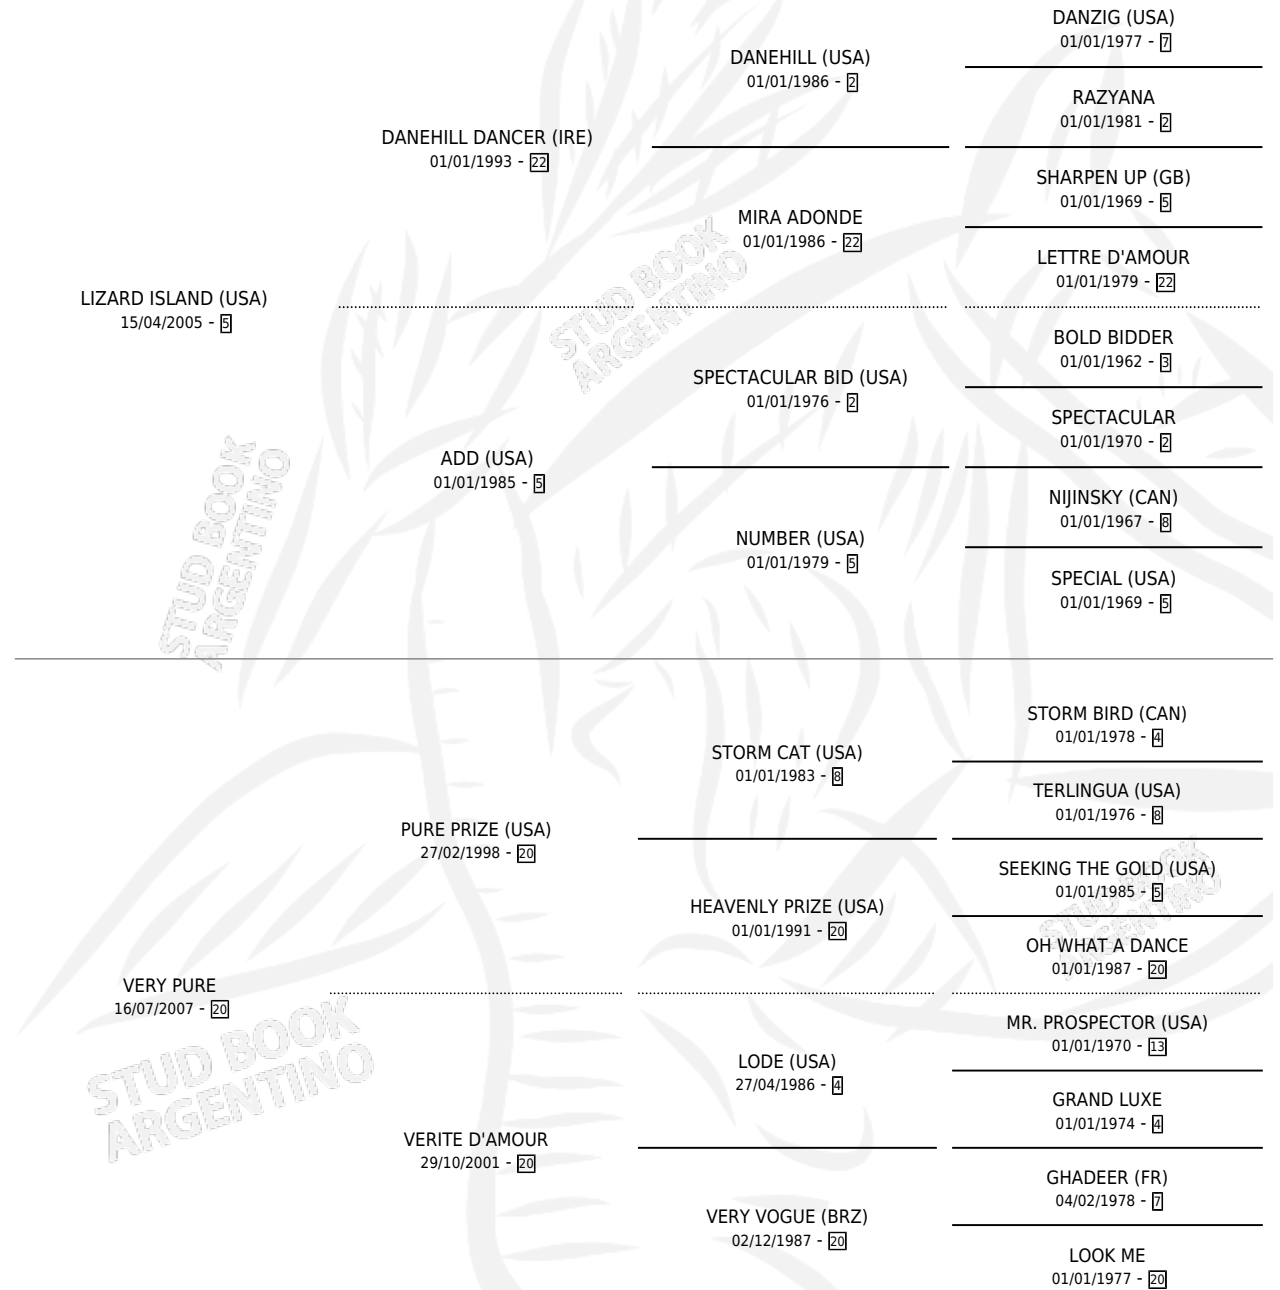 DANZIG (USA)
01/01/1977 - 7
DANEHILL (USA)
01/01/1986 - 2
RAZYANA
01/01/1981 - 2
DANEHILL DANCER (IRE)
01/01/1993 - 22
SHARPEN UP (GB)
01/01/1969 - 5
MIRA ADONDE
01/01/1986 - 22
LETTRE D'AMOUR
01/01/1979 - 22
LIZARD ISLAND (USA)
15/04/2005 - 5
STUD BOOK
ARGENTINO
BOLD BIDDER
01/01/1962 - 3
SPECTACULAR BID (USA)
01/01/1976 - 2
SPECTACULAR
01/01/1970 - 2
ADD (USA)
01/01/1985 - 5
NIJINSKY (CAN)
01/01/1967 - 8
NUMBER (USA)
01/01/1979 - 5
SPECIAL (USA)
01/01/1969 - 5
STUD BOOK
ARGENTINO
STORM BIRD (CAN)
01/01/1978 - 4
STORM CAT (USA)
01/01/1983 - 8
TERLINGUA (USA)
01/01/1976 - 8
PURE PRIZE (USA)
27/02/1998 - 20
SEEKING THE GOLD (USA)
01/01/1985 - 5
HEAVENLY PRIZE (USA)
01/01/1991 - 20
STUD BOOK
ARGENTINO
OH WHAT A DANCE
01/01/1987 - 20
VERY PURE
16/07/2007 - 20
MR. PROSPECTOR (USA)
01/01/1970 - 13
LODE (USA)
27/04/1986 - 4
GRAND LUXE
01/01/1974 - 4
STUD BOOK
ARGENTINO
VERITE D'AMOUR
29/10/2001 - 20
GHADEER (FR)
04/02/1978 - 7
VERY VOGUE (BRZ)
02/12/1987 - 20
LOOK ME
01/01/1977 - 20